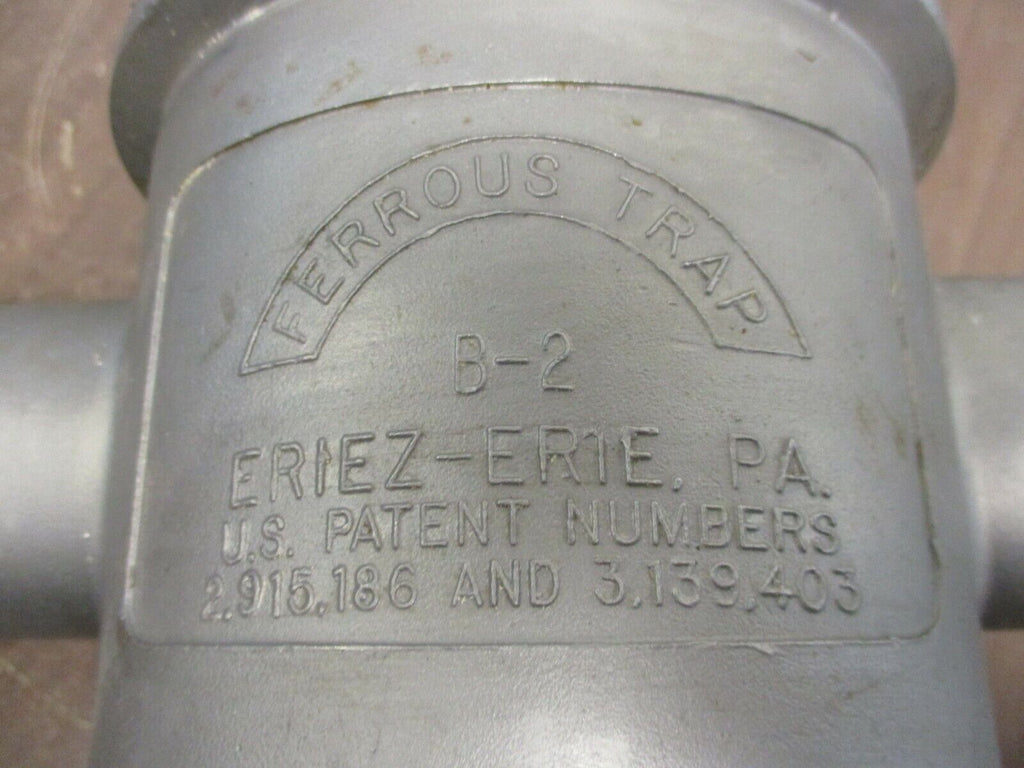 FERROUS TRAP
B-2
ERIEZ-ERIE, PA.
U.S. PATENT NUMBERS
2,915,186 AND 3,139,403